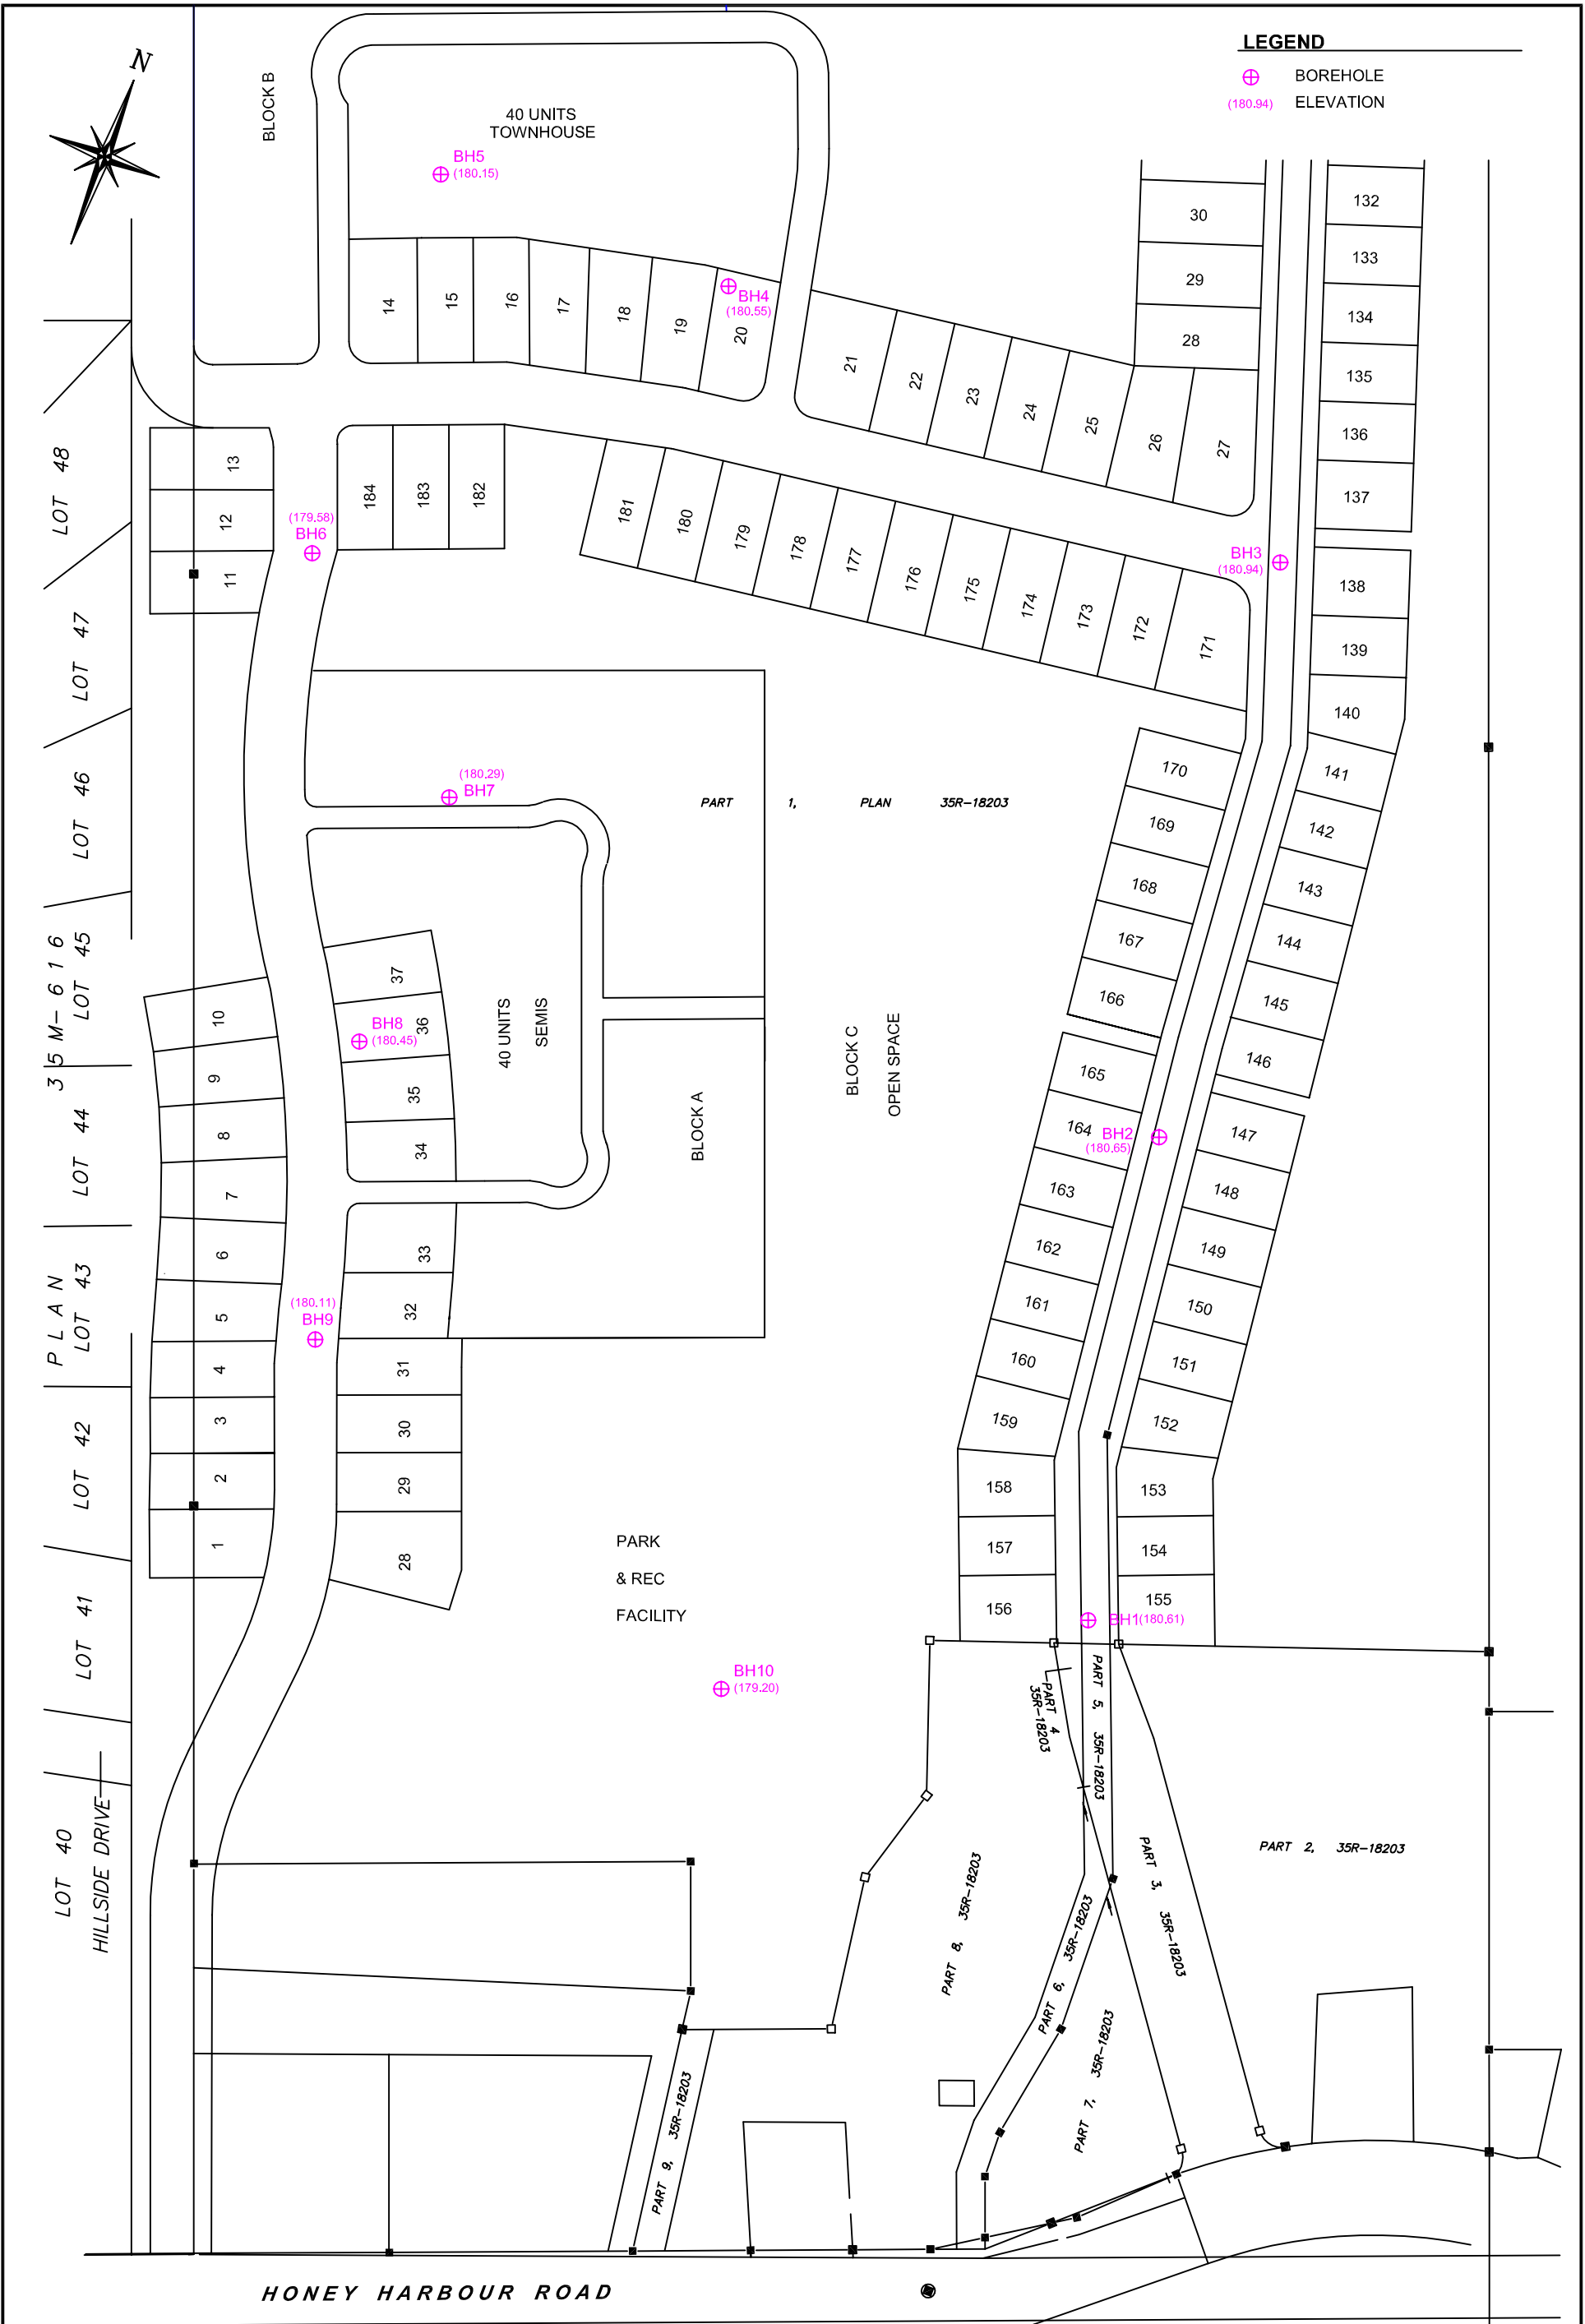 LEGEND
BOREHOLE
(180.94) ELEVATION
N
BLOCK B
40 UNITS
TOWNHOUSE
BH5
(180.15)
BH4
(180.55)
14
15
16
17
18
19
20
21
22
23
24
25
26
27
30
29
28
132
133
134
135
136
137
138
139
140
141
142
143
144
145
146
147
148
149
150
151
152
153
154
155
13
12
11
184
183
182
(179.58)
BH6
181
180
179
178
177
176
175
174
173
172
171
BH3
(180.94)
170
169
168
167
166
165
164
163
162
161
160
159
158
157
156
BH2
(180.65)
BH1(180.61)
(180.29)
BH7
PART 1, PLAN 35R-18203
37
36
35
34
33
32
31
30
29
28
BH8
(180.45)
40 UNITS
SEMIS
BLOCK A
BLOCK C
OPEN SPACE
10
9
8
7
6
5
4
3
2
1
(180.11)
BH9
PARK
& REC
FACILITY
BH10
(179.20)
LOT 48
LOT 47
LOT 46
LOT 45
LOT 44
LOT 43
LOT 42
LOT 41
LOT 40
PLAN 35M-616
HILLSIDE DRIVE
PART 4
35R-18203
PART 5, 35R-18203
PART 2, 35R-18203
PART 3, 35R-18203
PART 8, 35R-18203
PART 6, 35R-18203
PART 7, 35R-18203
PART 9, 35R-18203
HONEY HARBOUR ROAD